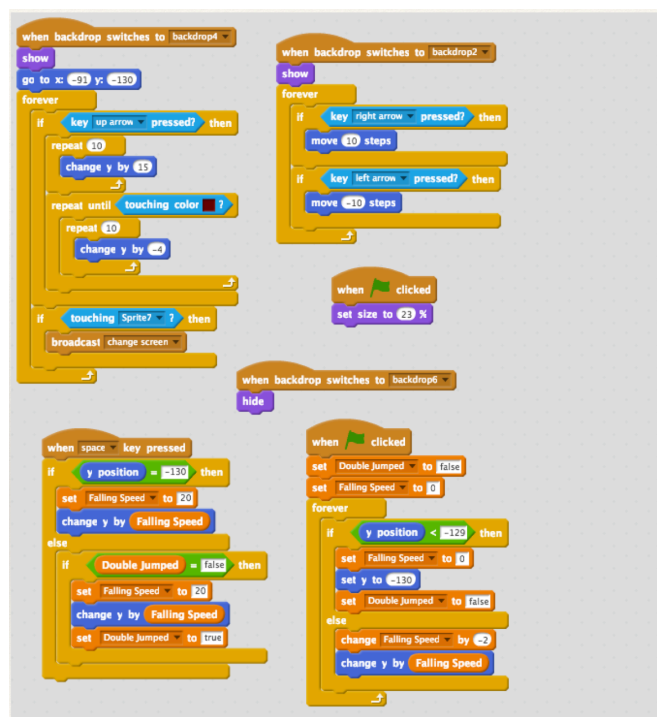 when backdrop switches to backdrop4
show
go to x: -91 y: -130
forever
if key up arrow pressed? then
repeat 10
change y by 15
repeat until touching color ?
repeat 10
change y by -4
if touching Sprite7 ? then
broadcast change screen
when backdrop switches to backdrop2
show
forever
if key right arrow pressed? then
move 10 steps
if key left arrow pressed? then
move -10 steps
when clicked
set size to 23 %
when backdrop switches to backdrop6
hide
when space key pressed
if y position = -130 then
set Falling Speed to 20
change y by Falling Speed
else
if Double Jumped = false then
set Falling Speed to 20
change y by Falling Speed
set Double Jumped to true
when clicked
set Double Jumped to false
set Falling Speed to 0
forever
if y position < -129 then
set Falling Speed to 0
set y to -130
set Double Jumped to false
else
change Falling Speed by -2
change y by Falling Speed